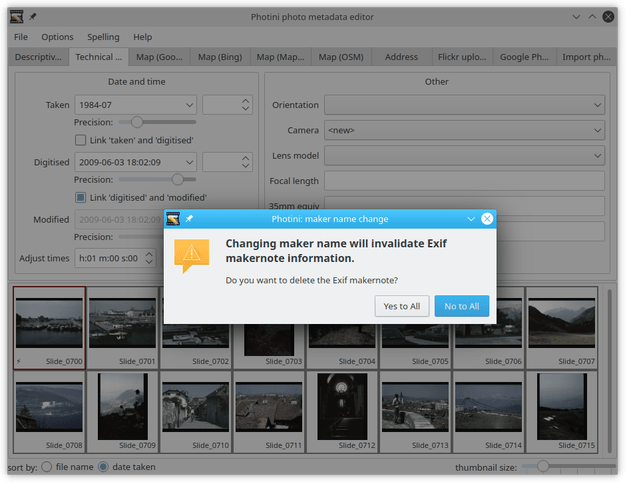 Photini photo metadata editor
File Options Spelling Help
Descriptiv... Technical ... Map (Goo... Map (Bing) Map (Map... Map (OSM) Address Flickr uplo... Google Ph... Import ph...
Date and time
Other
Taken 1984-07
Orientation
Precision:
Camera <new>
Link 'taken' and 'digitised'
Digitised 2009-06-03 18:02:09
Lens model
Precision:
Focal length
Link 'digitised' and 'modified'
35mm equiv
Modified 2009-06-03 18:02:09
Precision:
Adjust times h:01 m:00 s:00
Photini: maker name change
Changing maker name will invalidate Exif
makernote information.
Do you want to delete the Exif makernote?
Yes to All No to All
Slide_0700 Slide_0701 Slide_0702 Slide_0703 Slide_0704 Slide_0705 Slide_0706 Slide_0707
Slide_0708 Slide_0709 Slide_0710 Slide_0711 Slide_0712 Slide_0713 Slide_0714 Slide_0715
sort by: file name date taken thumbnail size: